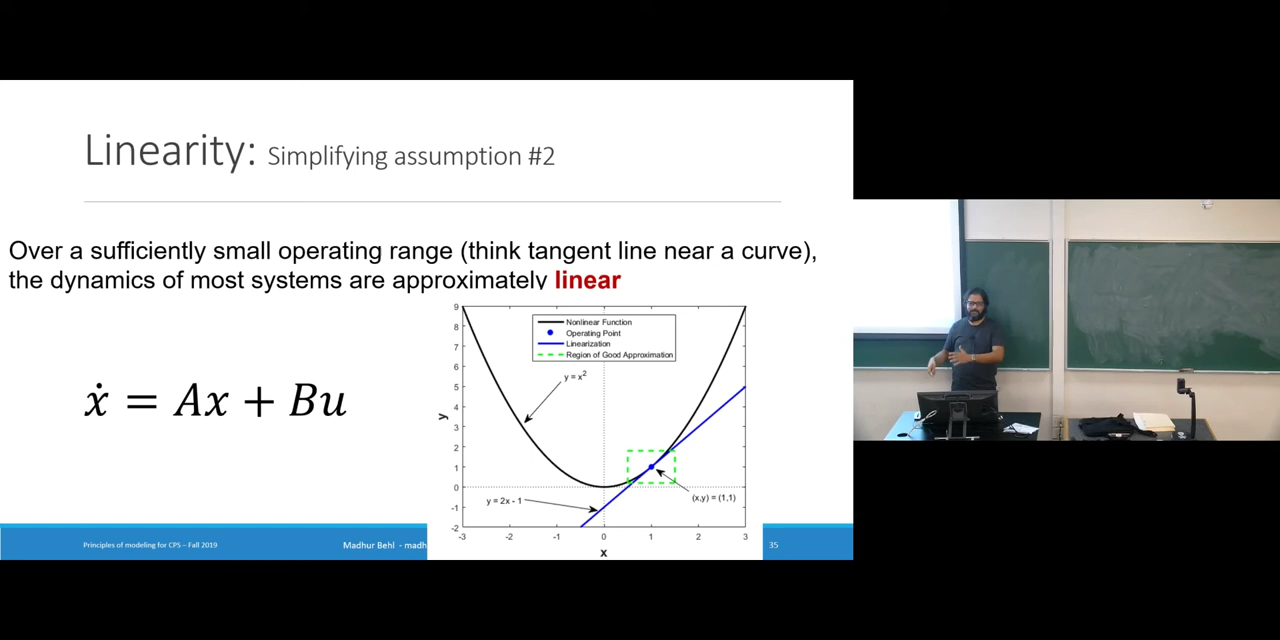 Linearity: Simplifying assumption #2
Over a sufficiently small operating range (think tangent line near a curve),
the dynamics of most systems are approximately linear
ẋ = Ax + Bu
Nonlinear Function
Operating Point
Linearization
Region of Good Approximation
y = x²
y = 2x - 1
(x,y) = (1,1)
9
8
7
6
5
4
3
2
1
0
-1
-2
y
-3 -2 -1 0 1 2 3
x
Principles of modeling for CPS – Fall 2019
Madhur Behl - madh
35